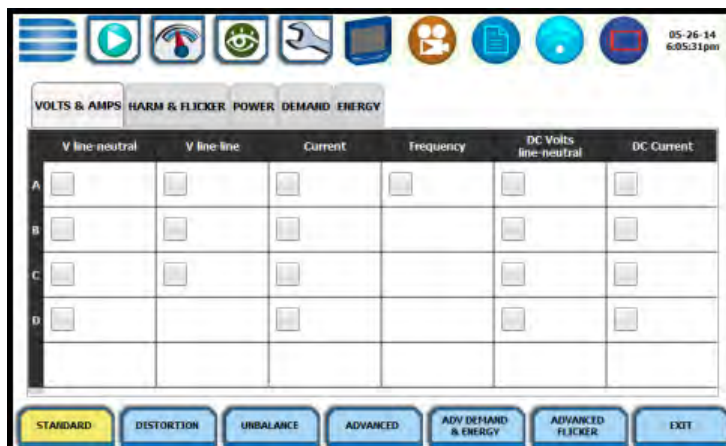 05-26-14
6:05:31pm
VOLTS & AMPS HARM & FLICKER POWER DEMAND ENERGY
V line-neutral V line-line Current Frequency DC Volts line-neutral DC Current
A
B
C
D
STANDARD DISTORTION UNBALANCE ADVANCED ADV DEMAND & ENERGY ADVANCED FLICKER EXIT